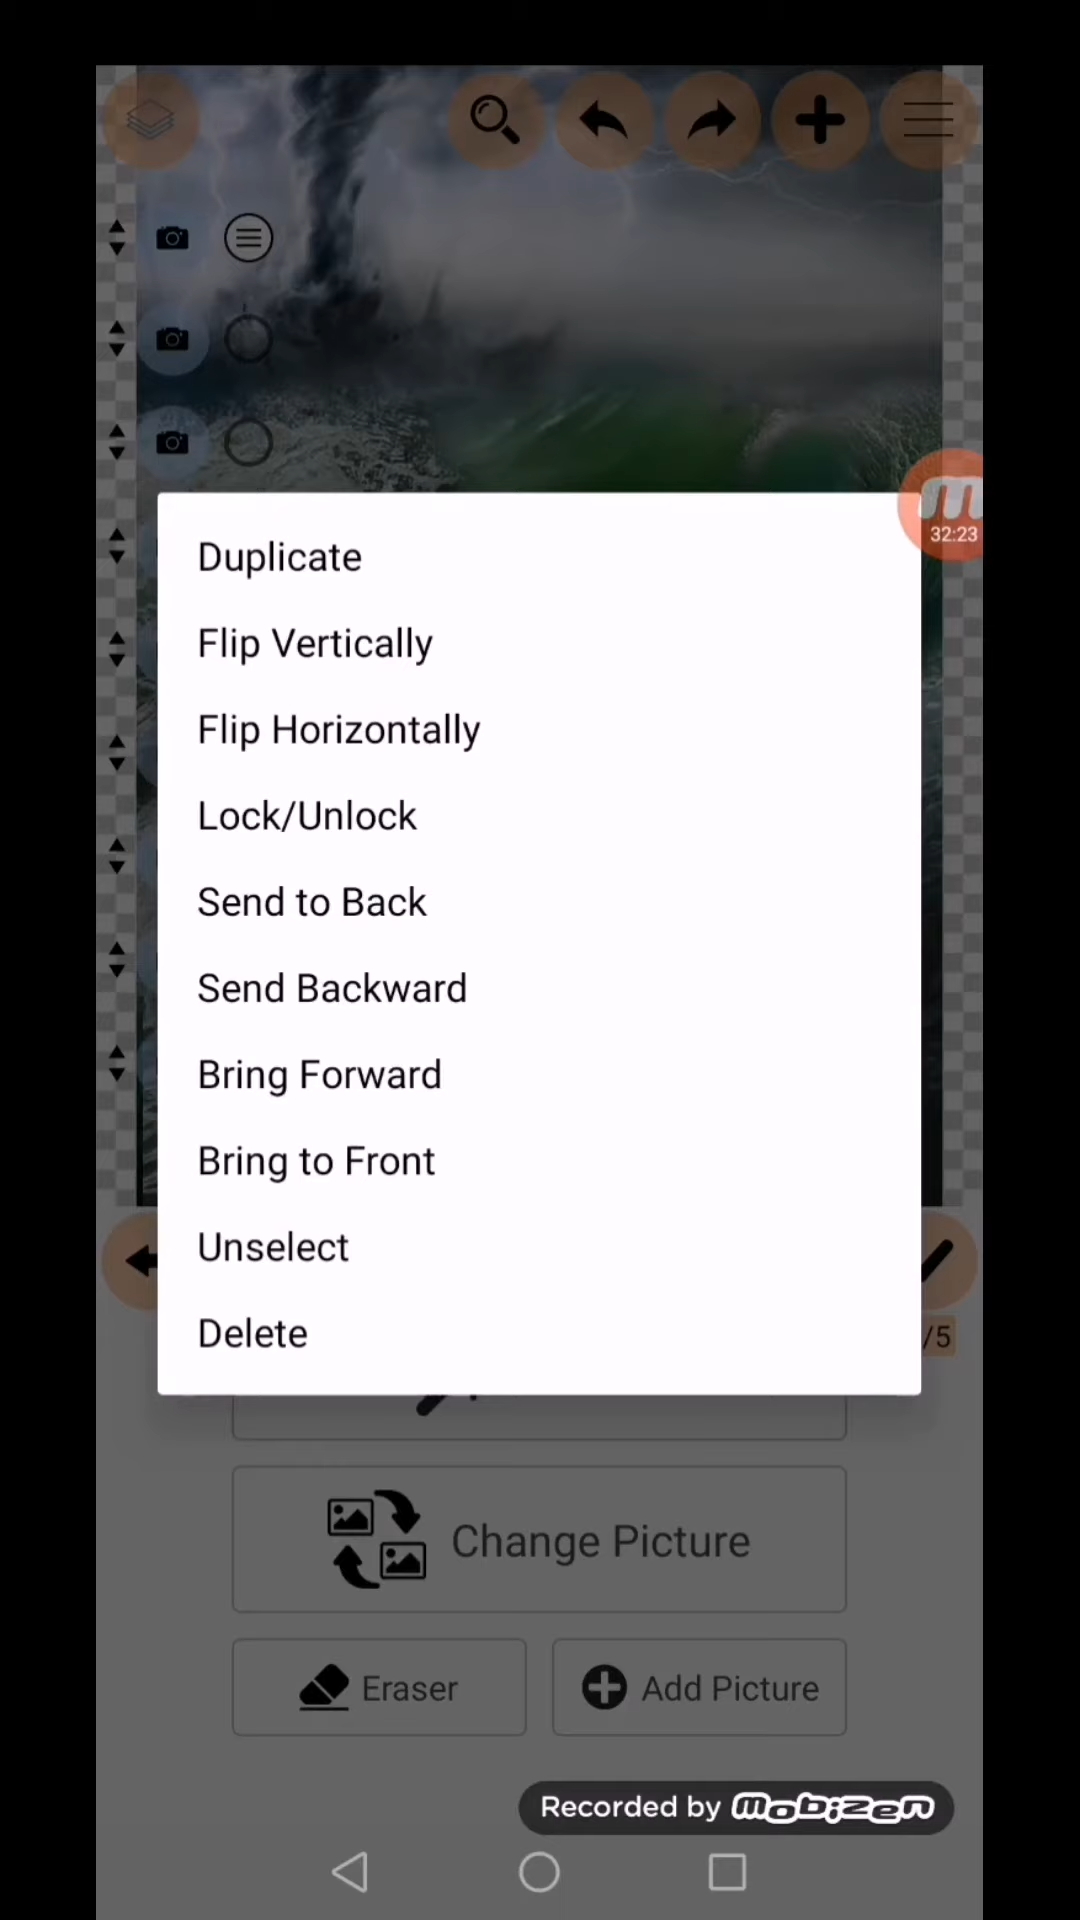 32:23
Duplicate
Flip Vertically
Flip Horizontally
Lock/Unlock
Send to Back
Send Backward
Bring Forward
Bring to Front
Unselect
Delete
/5
Change Picture
Eraser
Add Picture
Recorded by mobizen